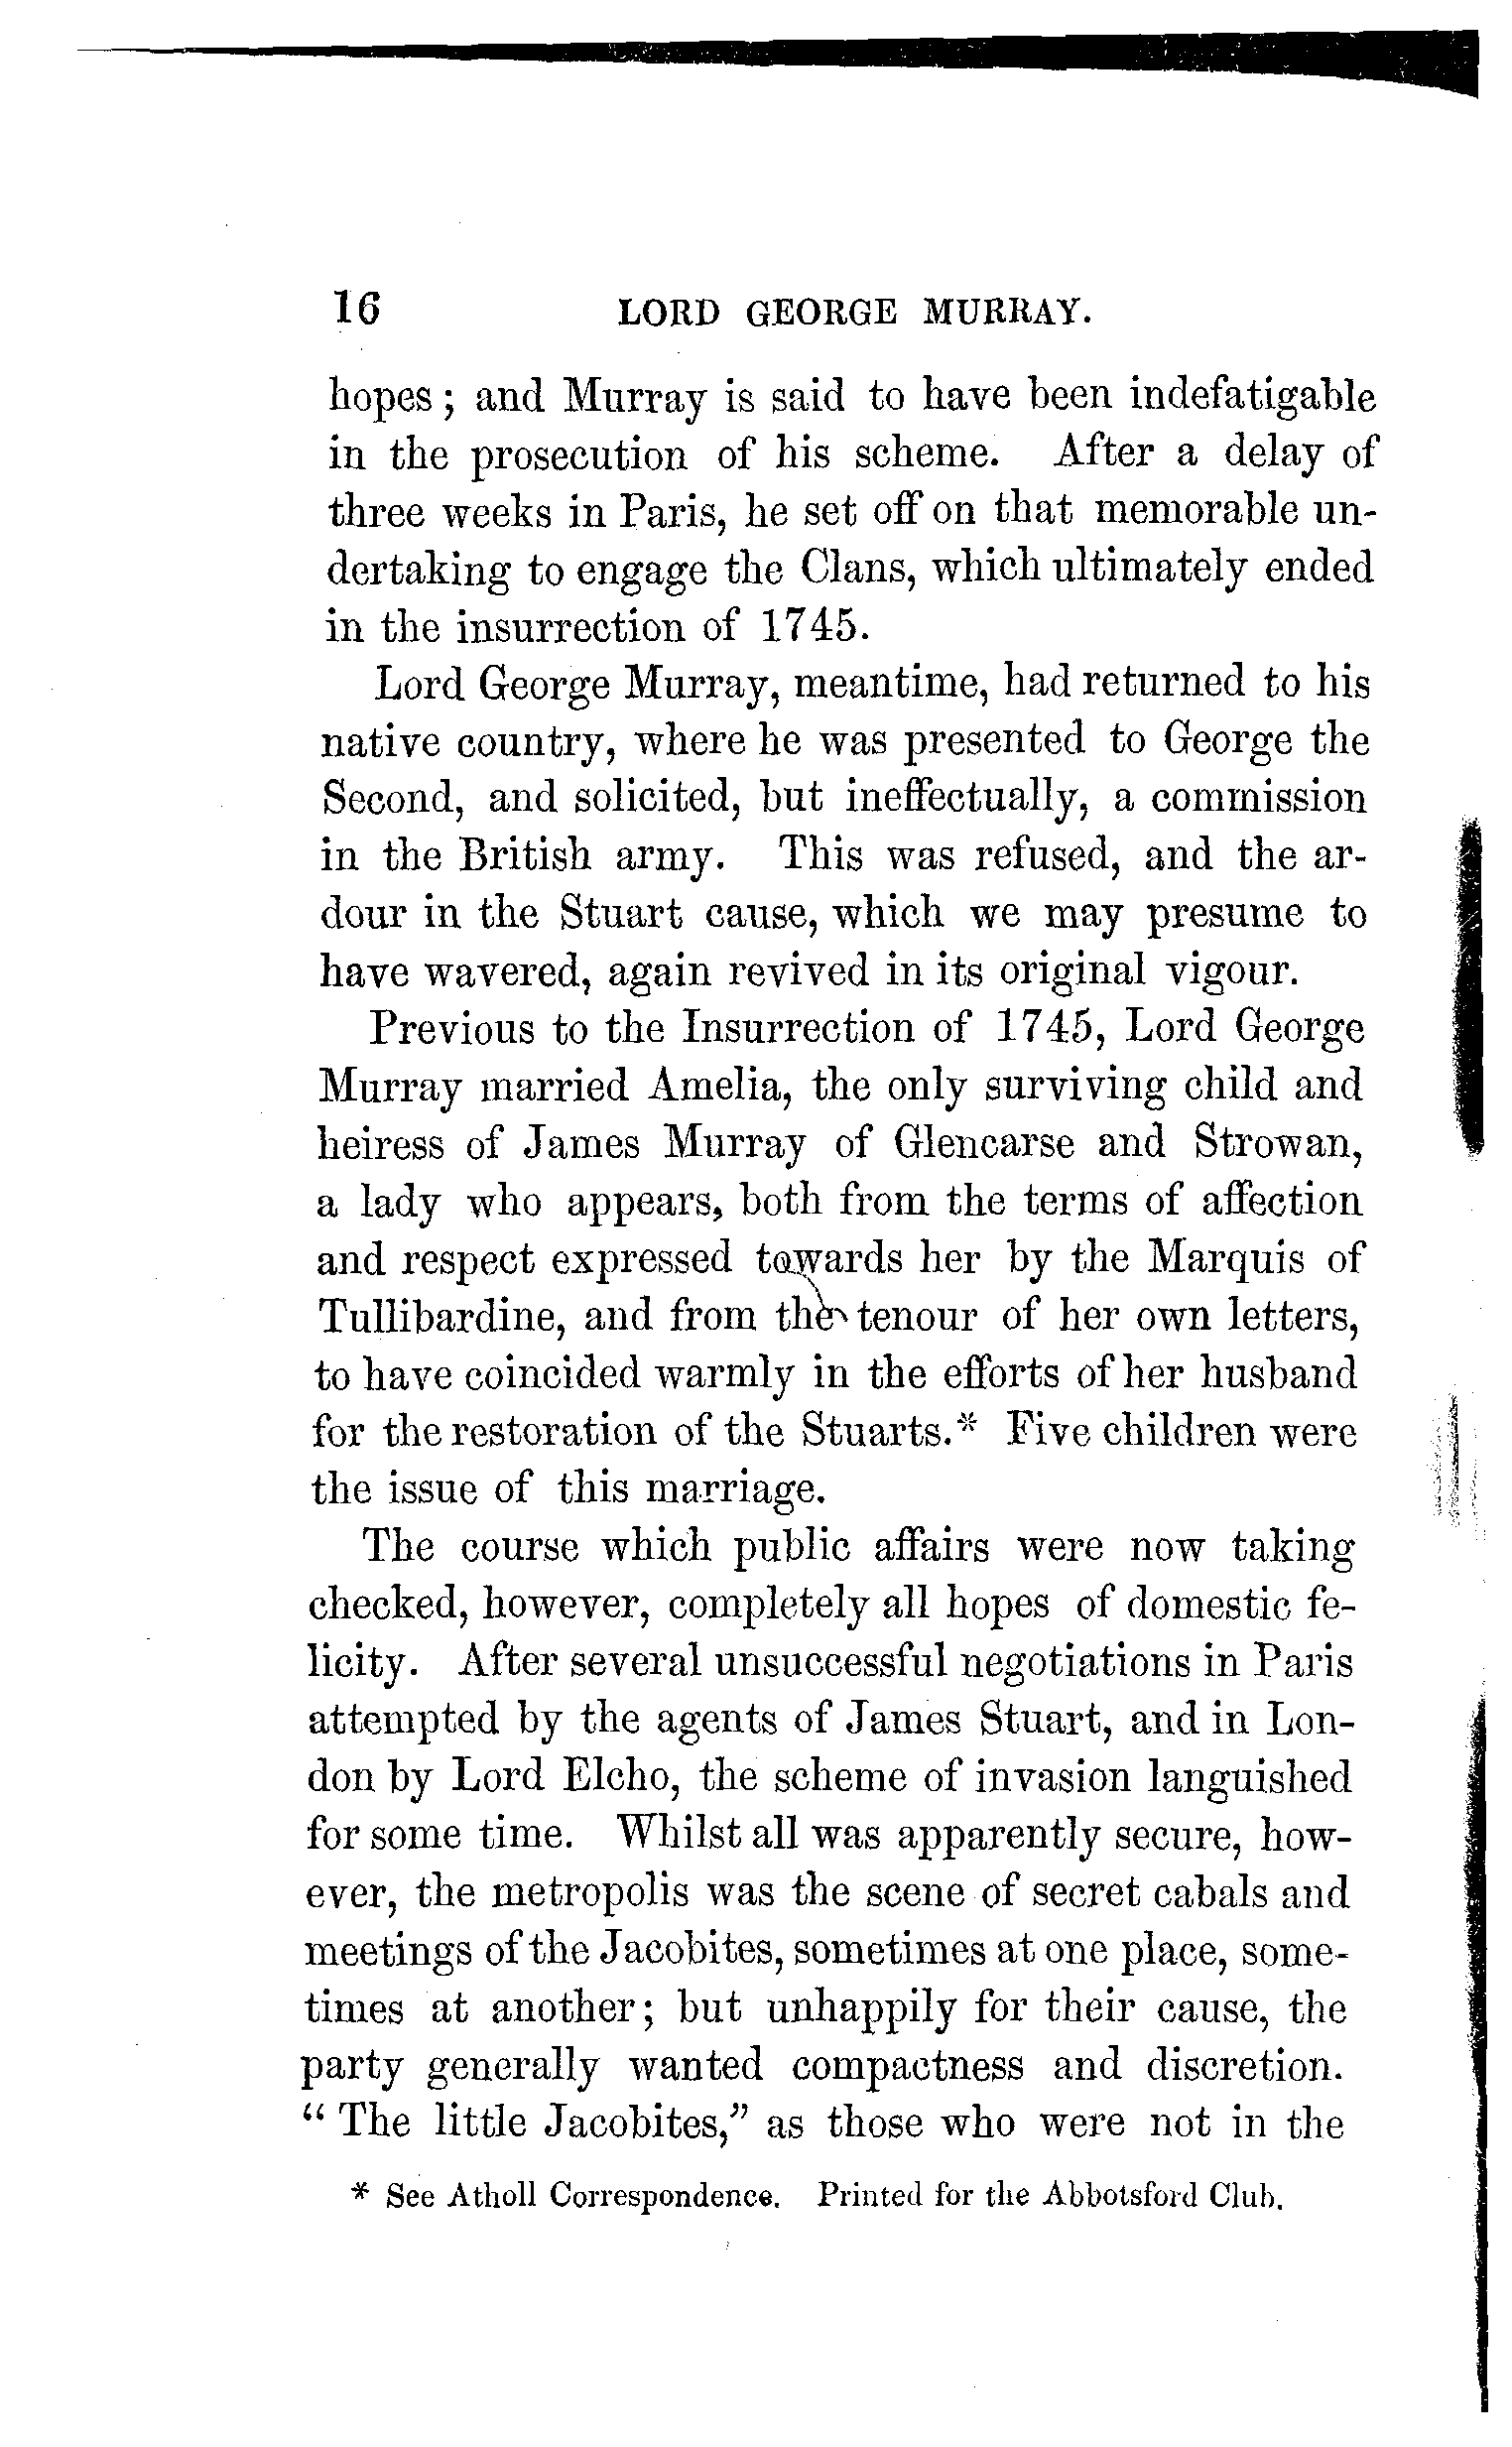 16 LORD GEORGE MURRAY.
hopes; and Murray is said to have been indefatigable
in the prosecution of his scheme. After a delay of
three weeks in Paris, he set off on that memorable un-
dertaking to engage the Clans, which ultimately ended
in the insurrection of 1745.
Lord George Murray, meantime, had returned to his
native country, where he was presented to George the
Second, and solicited, but ineffectually, a commission
in the British army. This was refused, and the ar-
dour in the Stuart cause, which we may presume to
have wavered, again revived in its original vigour.
Previous to the Insurrection of 1745, Lord George
Murray married Amelia, the only surviving child and
heiress of James Murray of Glencarse and Strowan,
a lady who appears, both from the terms of affection
and respect expressed towards her by the Marquis of
Tullibardine, and from the tenour of her own letters,
to have coincided warmly in the efforts of her husband
for the restoration of the Stuarts.* Five children were
the issue of this marriage.
The course which public affairs were now taking
checked, however, completely all hopes of domestic fe-
licity. After several unsuccessful negotiations in Paris
attempted by the agents of James Stuart, and in Lon-
don by Lord Elcho, the scheme of invasion languished
for some time. Whilst all was apparently secure, how-
ever, the metropolis was the scene of secret cabals and
meetings of the Jacobites, sometimes at one place, some-
times at another; but unhappily for their cause, the
party generally wanted compactness and discretion.
“ The little Jacobites,” as those who were not in the
* See Atholl Correspondence. Printed for the Abbotsford Club.